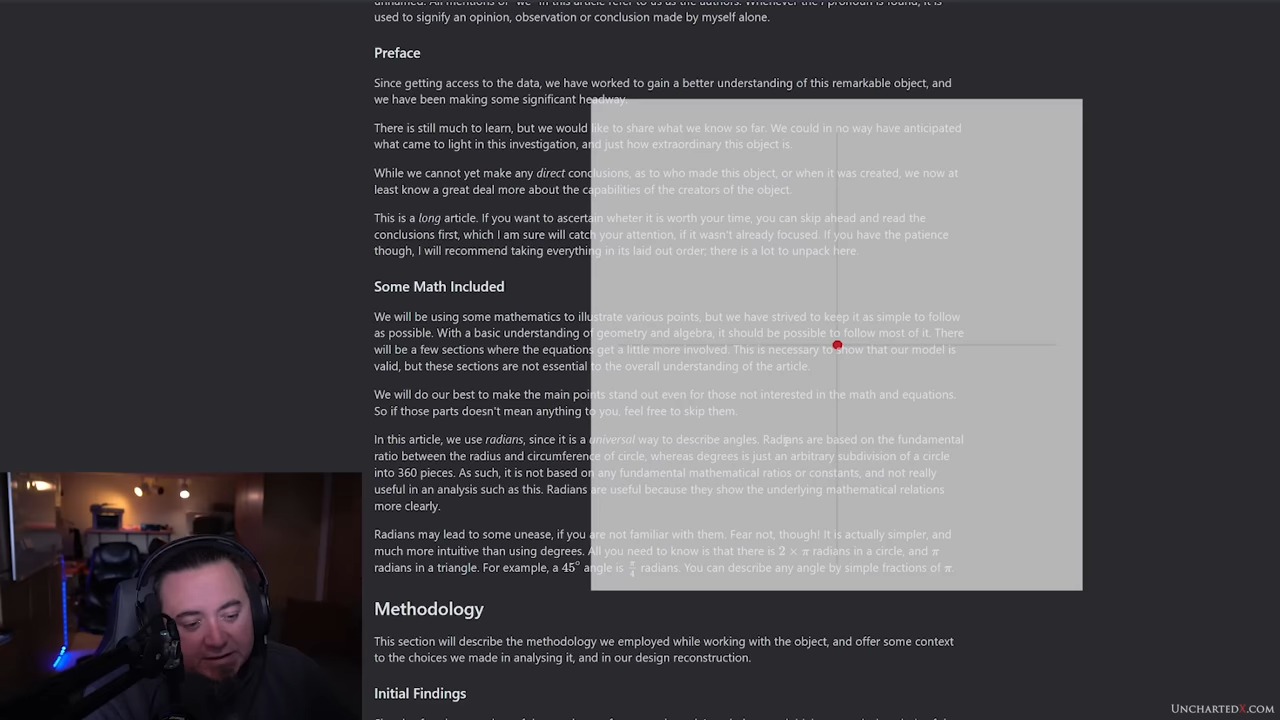 used to signify an opinion, observation or conclusion made by myself alone.
Preface
Since getting access to the data, we have worked to gain a better understanding of this remarkable object, and
we have been making some significant headway.
There is still much to learn, but we would like to share what we know so far. We could in no way have anticipated
what came to light in this investigation, and just how extraordinary this object is.
While we cannot yet make any direct conclusions, as to who made this object, or when it was created, we now at
least know a great deal more about the capabilities of the creators of the object.
This is a long article. If you want to ascertain wheter it is worth your time, you can skip ahead and read the
conclusions first, which I am sure will catch your attention, if it wasn't already focused. If you have the patience
though, I will recommend taking everything in its laid out order; there is a lot to unpack here.
Some Math Included
We will be using some mathematics to illustrate various points, but we have strived to keep it as simple to follow
as possible. With a basic understanding of geometry and algebra, it should be possible to follow most of it. There
will be a few sections where the equations get a little more involved. This is necessary to show that our model is
valid, but these sections are not essential to the overall understanding of the article.
We will do our best to make the main points stand out even for those not interested in the math and equations.
So if those parts doesn't mean anything to you, feel free to skip them.
In this article, we use radians, since it is a universal way to describe angles. Radians are based on the fundamental
ratio between the radius and circumference of circle, whereas degrees is just an arbitrary subdivision of a circle
into 360 pieces. As such, it is not based on any fundamental mathematical ratios or constants, and not really
useful in an analysis such as this. Radians are useful because they show the underlying mathematical relations
more clearly.
Radians may lead to some unease, if you are not familiar with them. Fear not, though! It is actually simpler, and
much more intuitive than using degrees. All you need to know is that there is 2 × π radians in a circle, and π
radians in a triangle. For example, a 45° angle is π/4 radians. You can describe any angle by simple fractions of π.
Methodology
This section will describe the methodology we employed while working with the object, and offer some context
to the choices we made in analysing it, and in our design reconstruction.
Initial Findings
UNCHARTEDX.COM